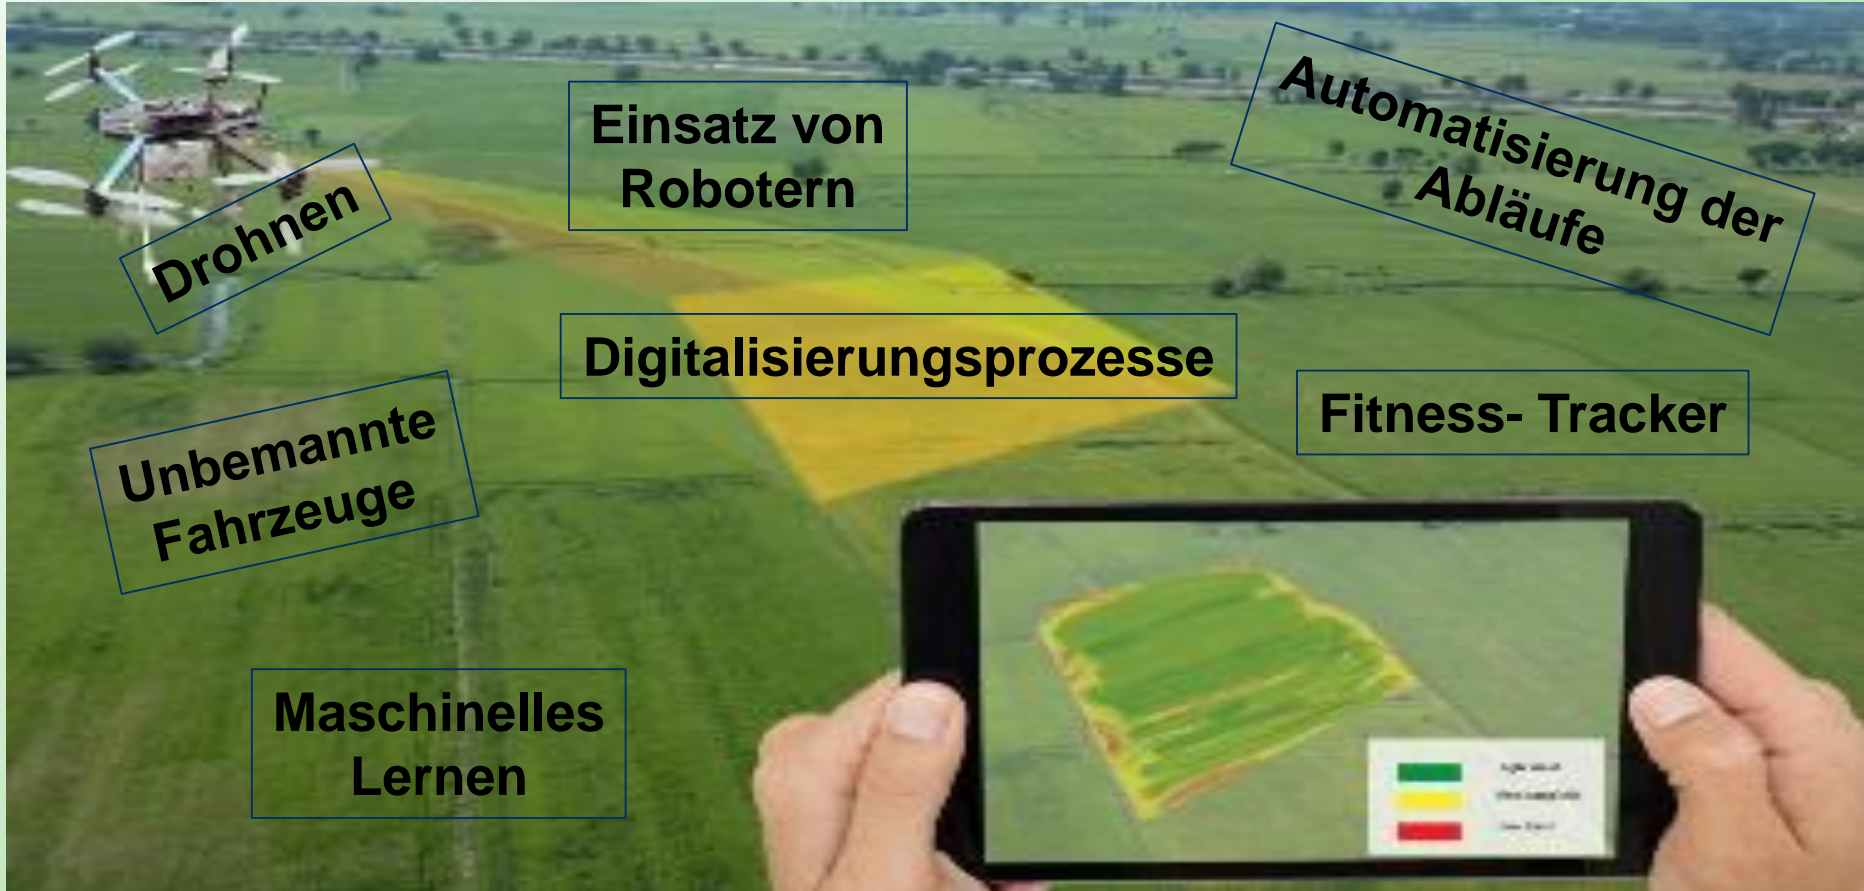 Einsatz von
Robotern
Automatisierung der
Abläufe
Drohnen
Digitalisierungsprozesse
Fitness- Tracker
Unbemannte
Fahrzeuge
Maschinelles
Lernen